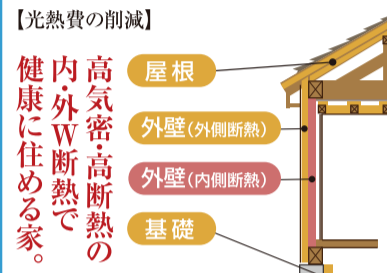 【光熱費の削減】
高気密・高断熱の
内・外W断熱で
健康に住める家。
屋根
外壁(外側断熱)
外壁(内側断熱)
基礎